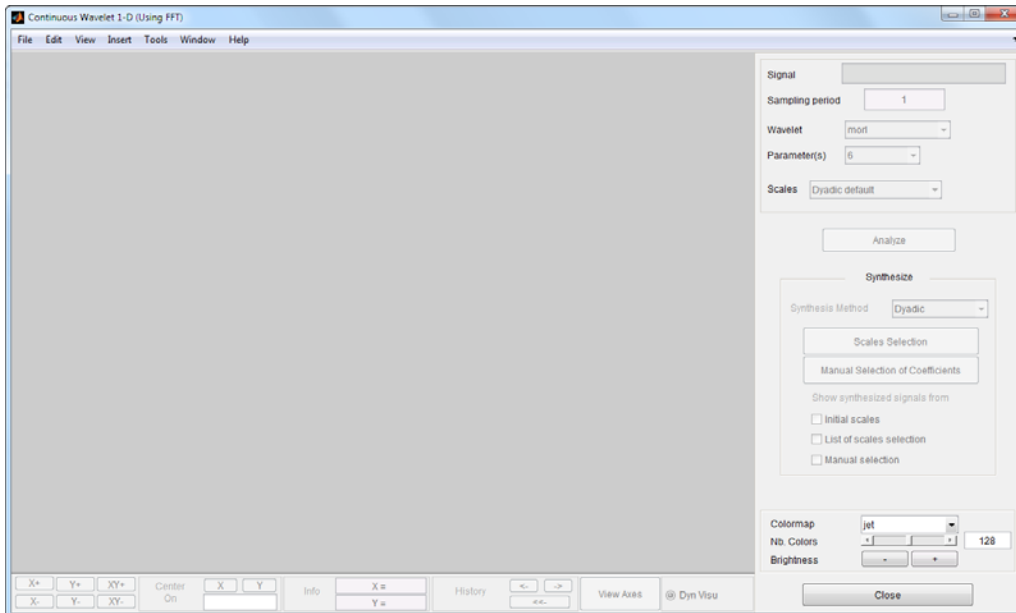 Continuous Wavelet 1-D (Using FFT)
File Edit View Insert Tools Window Help
Signal
Sampling period 1
Wavelet morl
Parameter(s) 6
Scales Dyadic default
Analyze
Synthesize
Synthesis Method Dyadic
Scales Selection
Manual Selection of Coefficients
Show synthesized signals from
Initial scales
List of scales selection
Manual selection
Colormap jet
Nb. Colors 128
Brightness - +
X+ Y+ XY+
X- Y- XY-
Center
On
X Y
Info
X =
Y =
History
<- ->
<<-
View Axes
Dyn Visu
Close